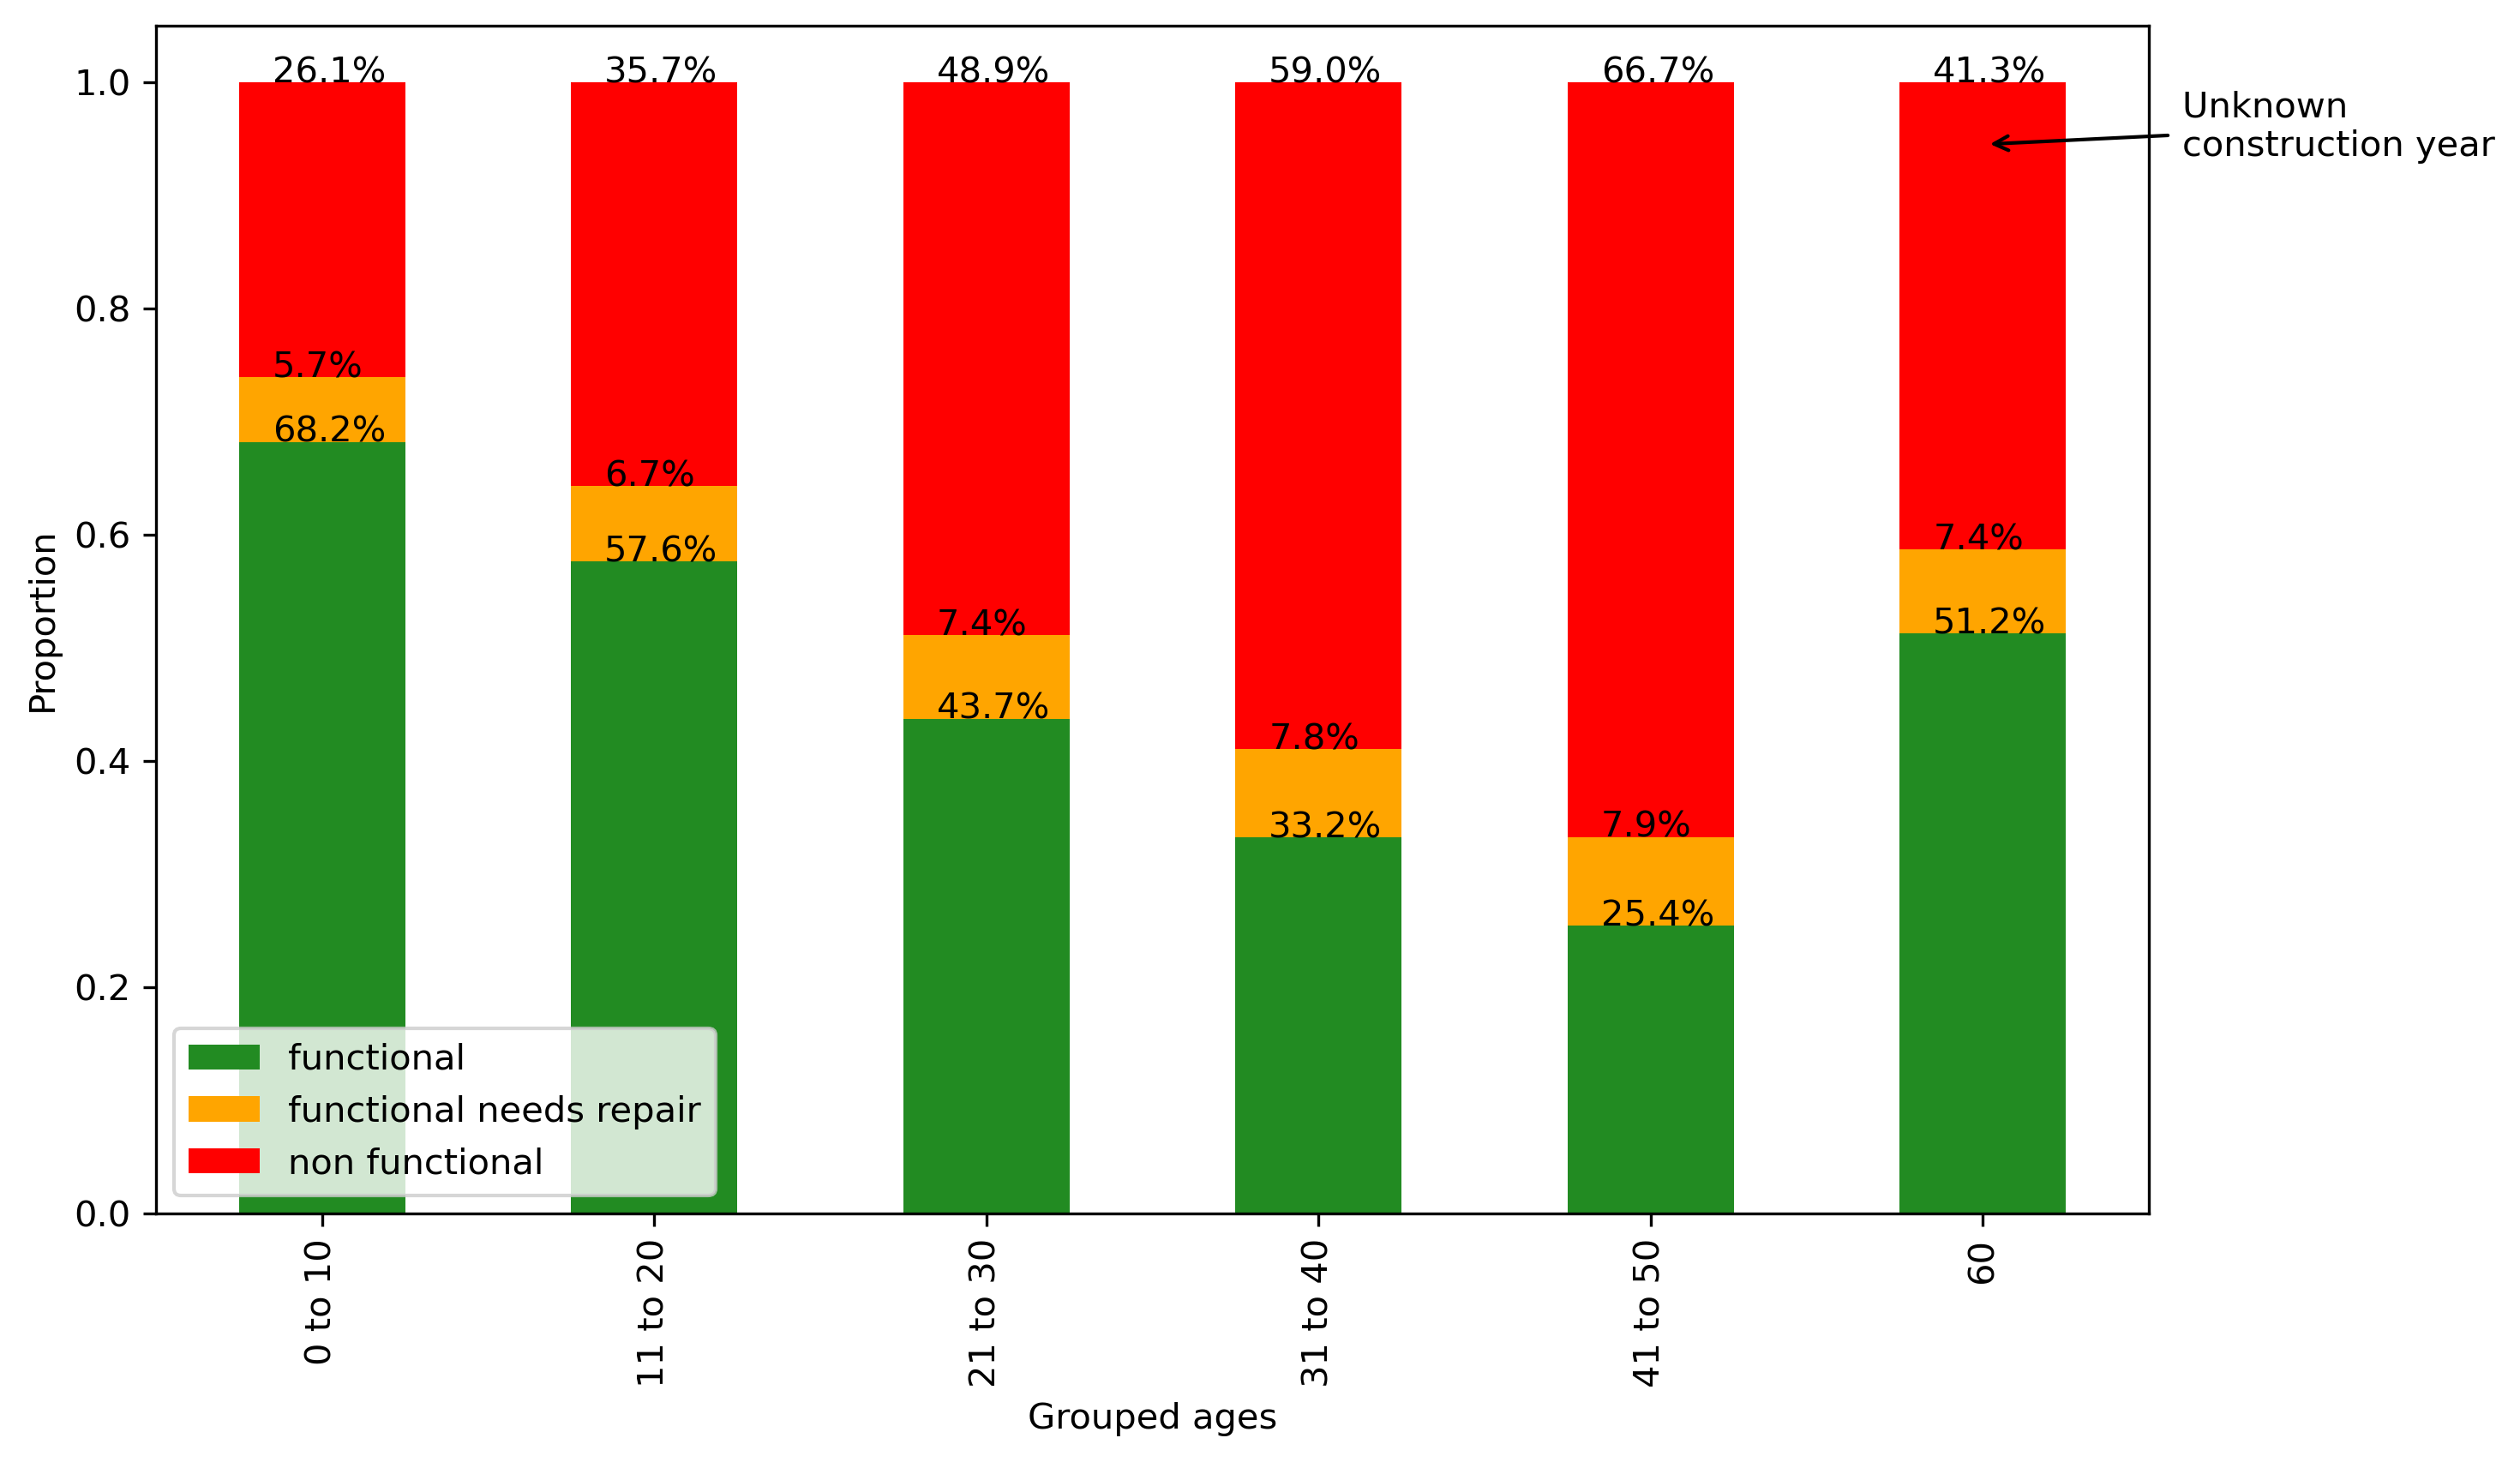 26.1%
35.7%
48.9%
59.0%
66.7%
41.3%
1.0
Unknown
construction year
0.8
5.7%
68.2%
6.7%
0.6
57.6%
7.4%
51.2%
7.4%
43.7%
0.4
7.8%
33.2%
7.9%
25.4%
0.2
0.0
Proportion
functional
functional needs repair
non functional
0 to 10
11 to 20
21 to 30
31 to 40
41 to 50
60
Grouped ages